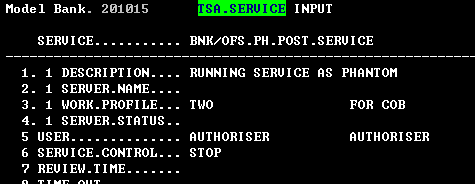 Model Bank. 201015 TSA.SERVICE INPUT
SERVICE........... BNK/OFS.PH.POST.SERVICE
1. 1 DESCRIPTION.... RUNNING SERVICE AS PHANTOM
2. 1 SERVER.NAME....
3. 1 WORK.PROFILE... TWO FOR COB
4. 1 SERVER.STATUS..
5 USER.............. AUTHORISER AUTHORISER
6 SERVICE.CONTROL... STOP
7 REVIEW.TIME.......
8 TIME.OUT